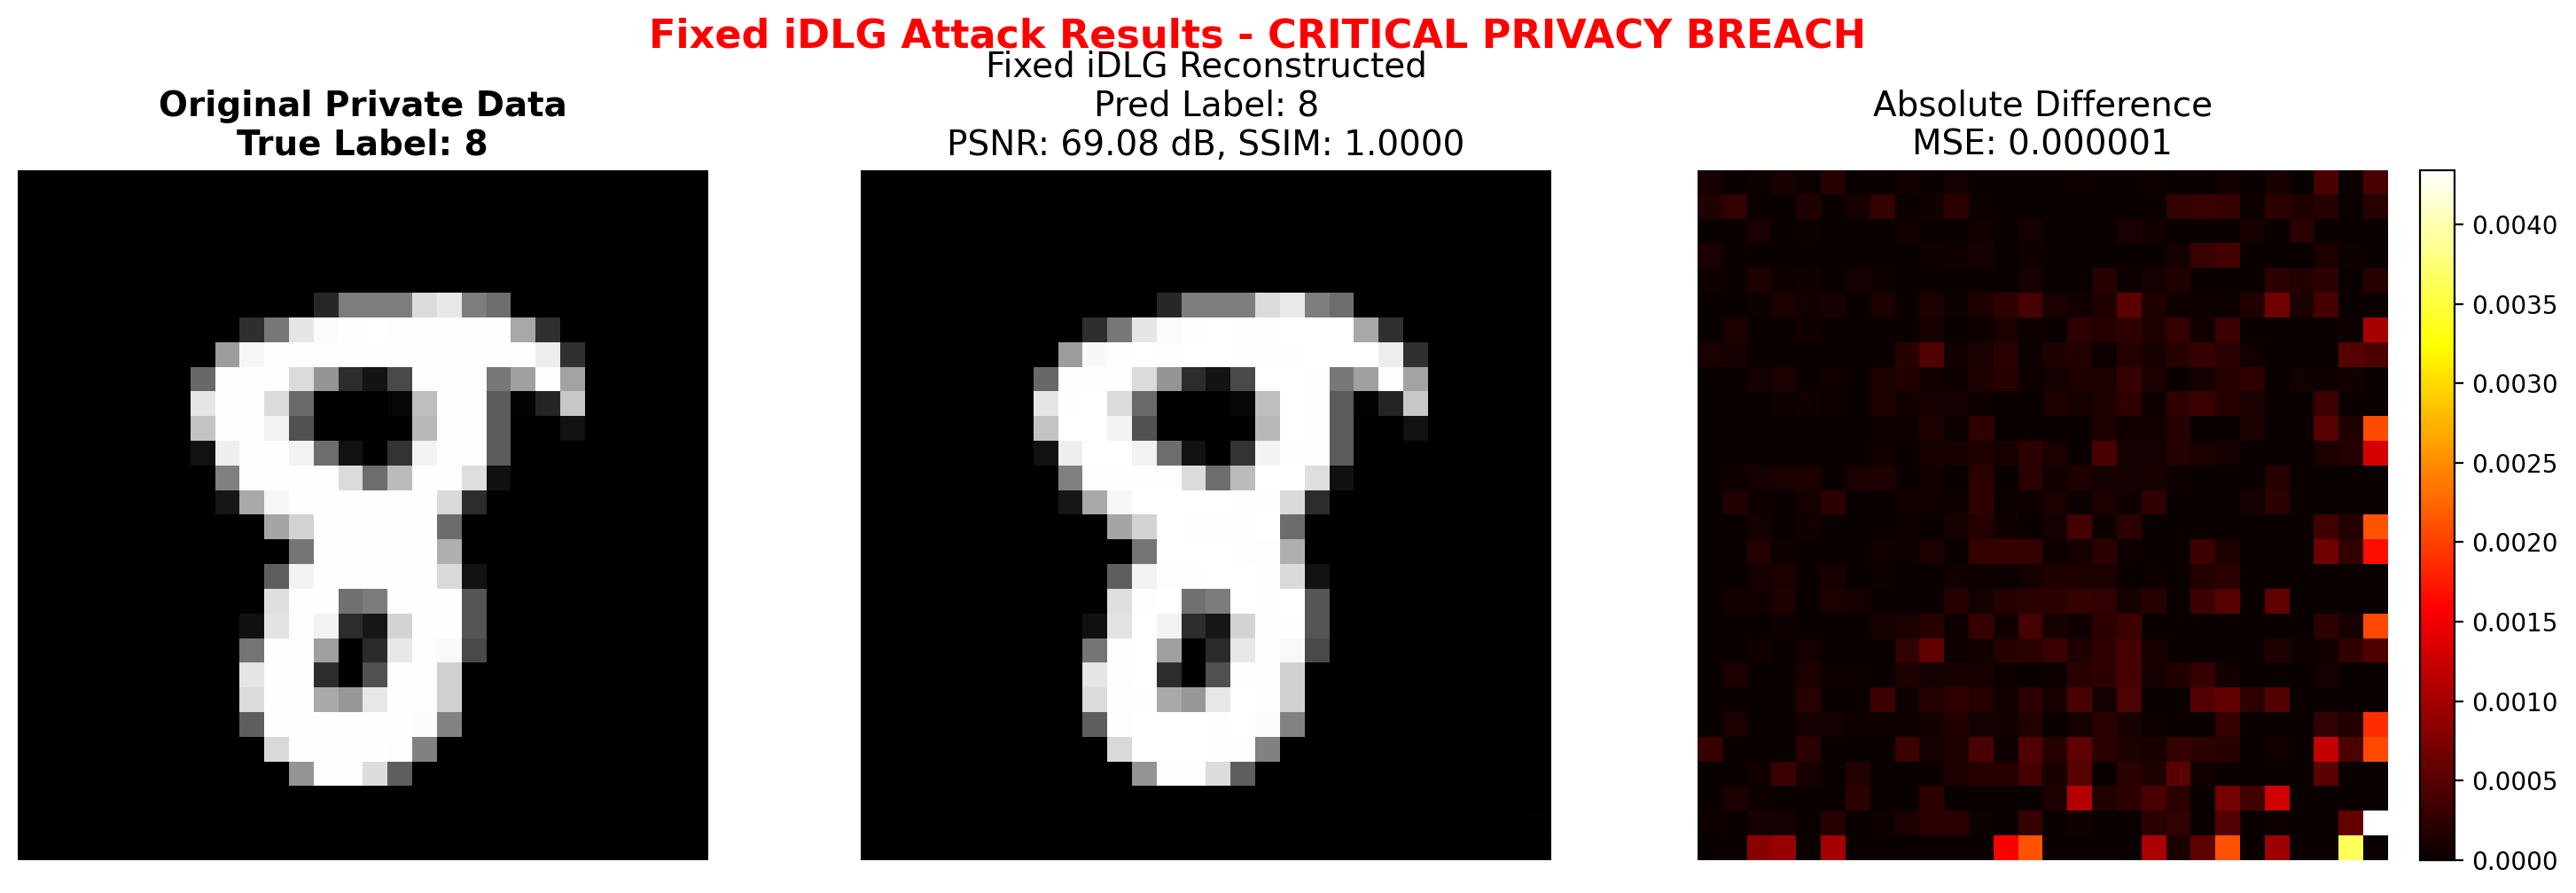 Fixed iDLG Attack Results - CRITICAL PRIVACY BREACH
Original Private Data
True Label: 8
Fixed iDLG Reconstructed
Pred Label: 8
PSNR: 69.08 dB, SSIM: 1.0000
Absolute Difference
MSE: 0.000001
0.0040
0.0035
0.0030
0.0025
0.0020
0.0015
0.0010
0.0005
0.0000
8
8